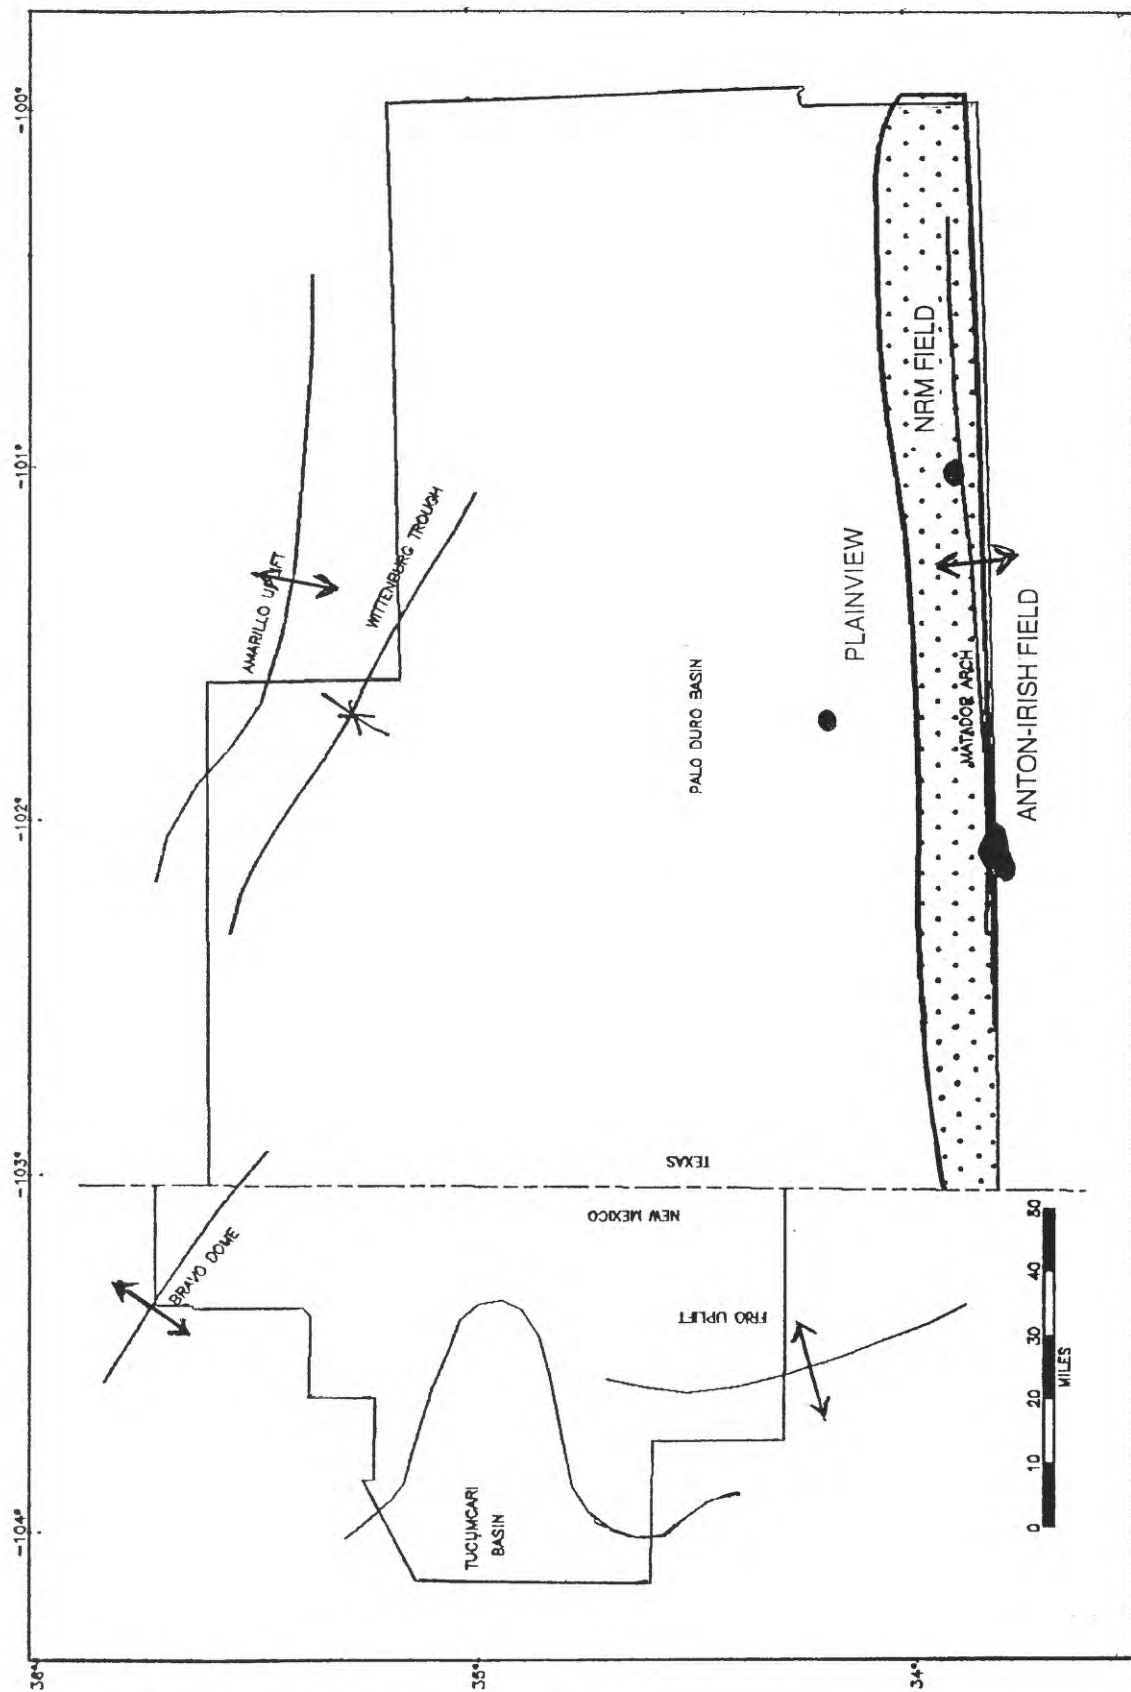 -104°
-103°
-102°
-101°
-100°
36°
35°
34°
BRAVO DOME
AMARILLO UPLIFT
WITTENBURG TROUGH
TUCUMCARI
BASIN
NEW MEXICO
TEXAS
PALO DURO BASIN
FRIO UPLIFT
PLAINVIEW
NRM FIELD
MATADOR ARCH
ANTON-IRISH FIELD
0 10 20 30 40 50
MILES